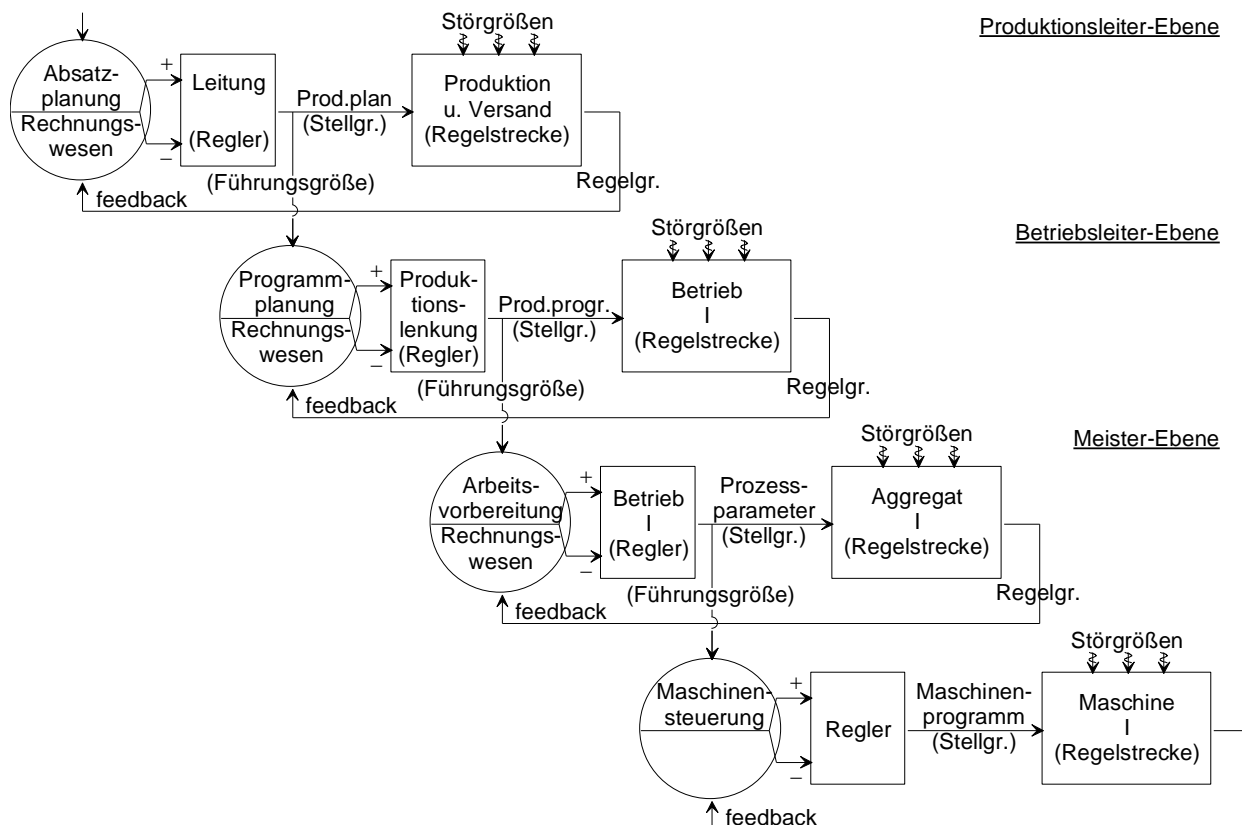 Störgrößen
Produktionsleiter-Ebene
Absatz-
planung
Rechnungs-
wesen
+
−
Leitung
(Regler)
Prod.plan
(Stellgr.)
Produktion
u. Versand
(Regelstrecke)
(Führungsgröße)
Regelgr.
feedback
Störgrößen
Betriebsleiter-Ebene
Programm-
planung
Rechnungs-
wesen
+
−
Produk-
tions-
lenkung
(Regler)
Prod.progr.
(Stellgr.)
Betrieb
I
(Regelstrecke)
(Führungsgröße)
Regelgr.
feedback
Störgrößen
Meister-Ebene
Arbeits-
vorbereitung
Rechnungs-
wesen
+
−
Betrieb
I
(Regler)
Prozess-
parameter
(Stellgr.)
Aggregat
I
(Regelstrecke)
(Führungsgröße)
Regelgr.
feedback
Störgrößen
Maschinen-
steuerung
+
−
Regler
Maschinen-
programm
(Stellgr.)
Maschine
I
(Regelstrecke)
feedback